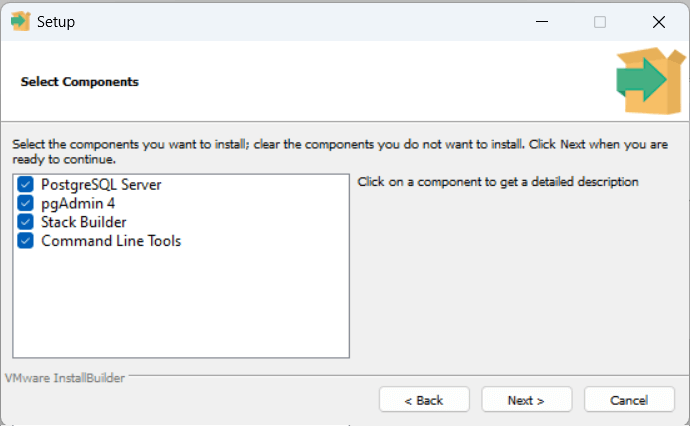 Setup
Select Components
Select the components you want to install; clear the components you do not want to install. Click Next when you are
ready to continue.
PostgreSQL Server
pgAdmin 4
Stack Builder
Command Line Tools
Click on a component to get a detailed description
VMware InstallBuilder
< Back
Next >
Cancel